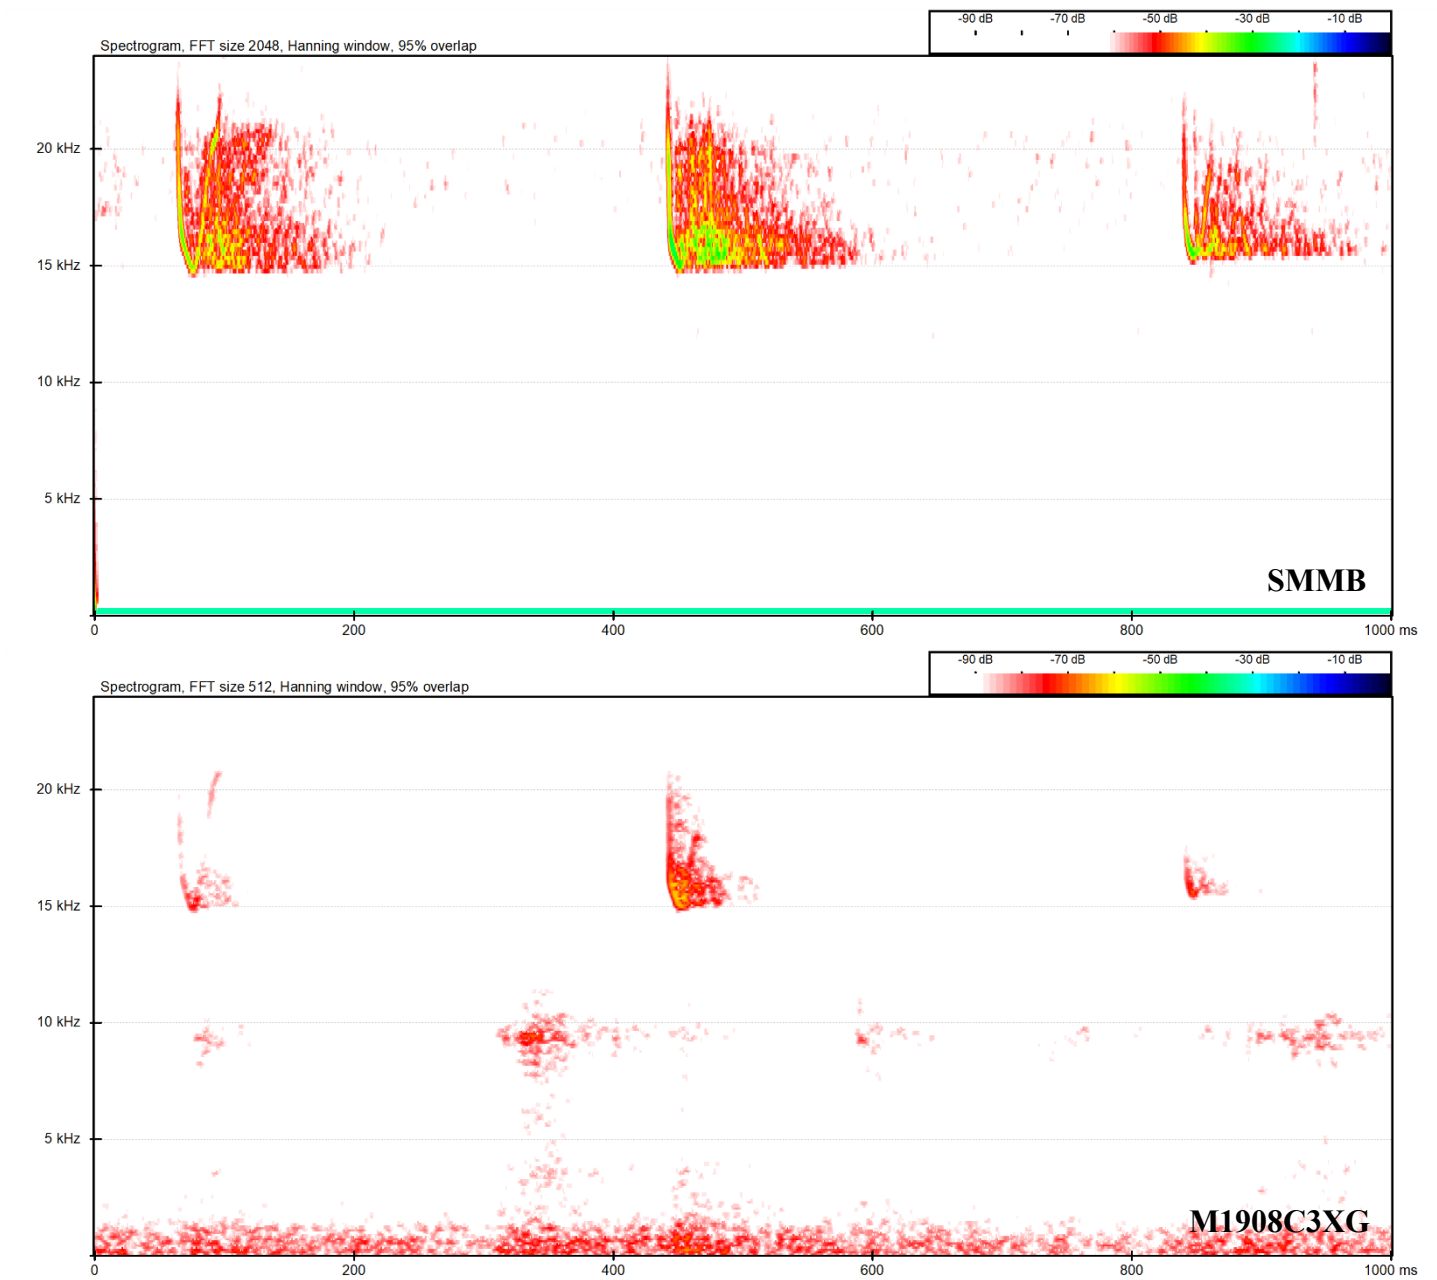 -90 dB -70 dB -50 dB -30 dB -10 dB
Spectrogram, FFT size 2048, Hanning window, 95% overlap
20 kHz
15 kHz
10 kHz
5 kHz
SMMB
0 200 400 600 800 1000 ms
-90 dB -70 dB -50 dB -30 dB -10 dB
Spectrogram, FFT size 512, Hanning window, 95% overlap
20 kHz
15 kHz
10 kHz
5 kHz
M1908C3XG
0 200 400 600 800 1000 ms